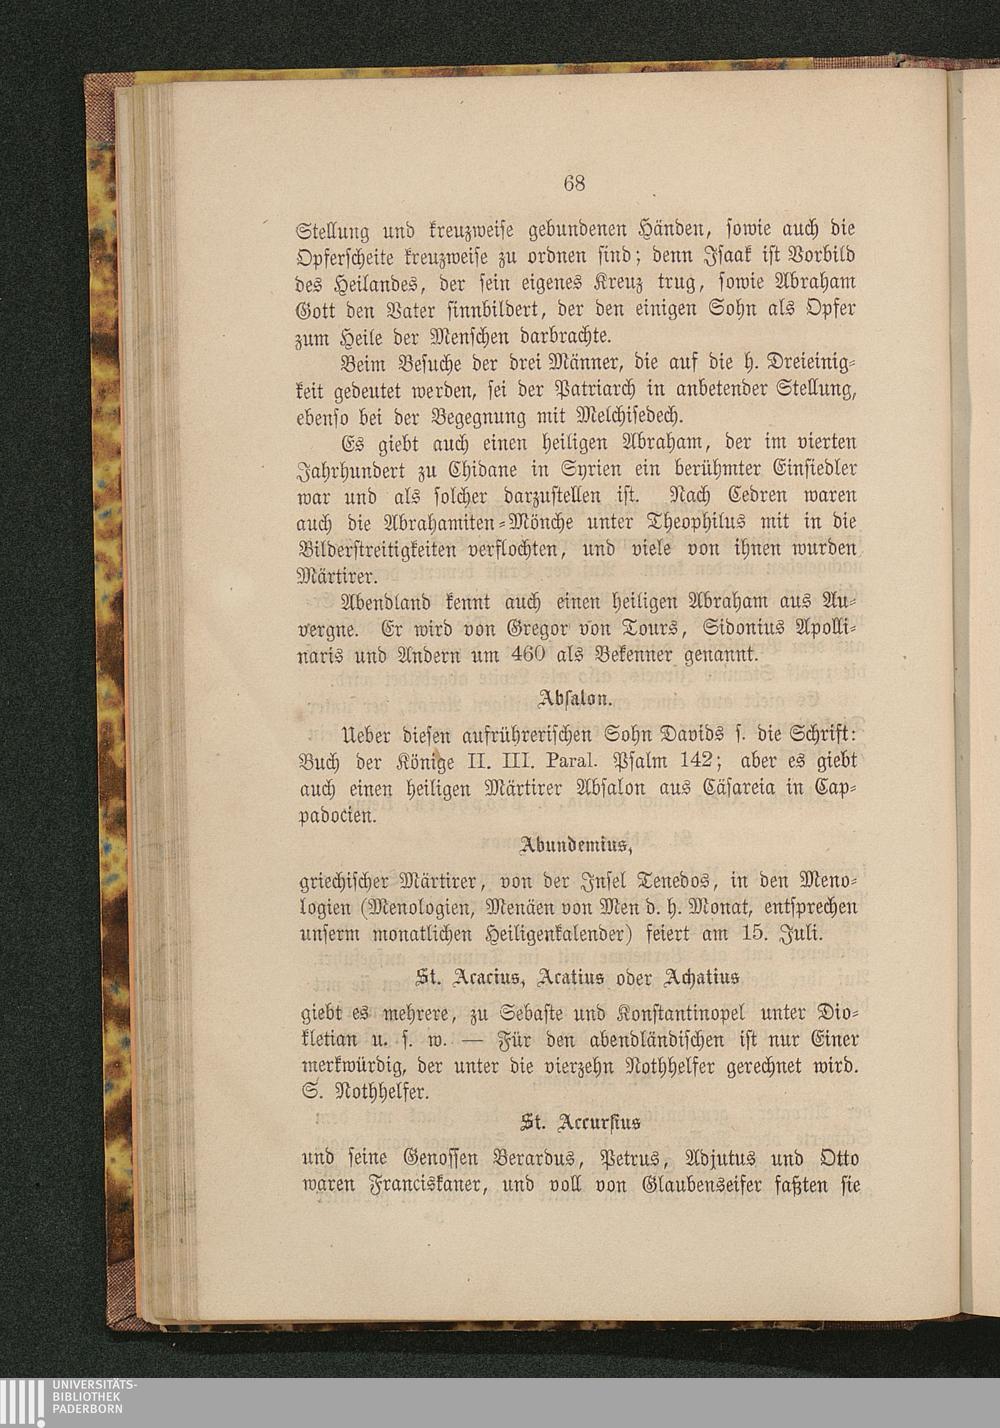 68
Stellung und kreuzweise gebundenen Händen, sowie auch die
Opferscheite kreuzweise zu ordnen sind; denn Isaak ist Vorbild
des Heilandes, der sein eigenes Kreuz trug, sowie Abraham
Gott den Vater sinnbildert, der den einigen Sohn als Opfer
zum Heile der Menschen darbrachte.
Beim Besuche der drei Männer, die auf die h. Dreieinig-
keit gedeutet werden, sei der Patriarch in anbetender Stellung,
ebenso bei der Begegnung mit Melchisedech.
Es giebt auch einen heiligen Abraham, der im vierten
Jahrhundert zu Chidane in Syrien ein berühmter Einsiedler
war und als solcher darzustellen ist. Nach Cedren waren
auch die Abrahamiten-Mönche unter Theophilus mit in die
Bilderstreitigkeiten verflochten, und viele von ihnen wurden
Märtirer.
Abendland kennt auch einen heiligen Abraham aus Au-
vergne. Er wird von Gregor von Tours, Sidonius Apolli-
naris und Andern um 460 als Bekenner genannt.
Absalon.
Ueber diesen aufrührerischen Sohn Davids s. die Schrift:
Buch der Könige II. III. Paral. Psalm 142; aber es giebt
auch einen heiligen Märtirer Absalon aus Cäsareia in Cap-
padocien.
Abundemius,
griechischer Märtirer, von der Insel Tenedos, in den Meno-
logien (Menologien, Menäen von Men d. h. Monat, entsprechen
unserm monatlichen Heiligenkalender) feiert am 15. Juli.
St. Acacius, Acatius oder Achatius
giebt es mehrere, zu Sebaste und Konstantinopel unter Dio-
kletian u. s. w. — Für den abendländischen ist nur Einer
merkwürdig, der unter die vierzehn Nothhelfer gerechnet wird.
S. Nothhelfer.
St. Accursius
und seine Genossen Berardus, Petrus, Adjutus und Otto
waren Franciskaner, und voll von Glaubenseifer faßten sie
UNIVERSITÄTS-
BIBLIOTHEK
PADERBORN